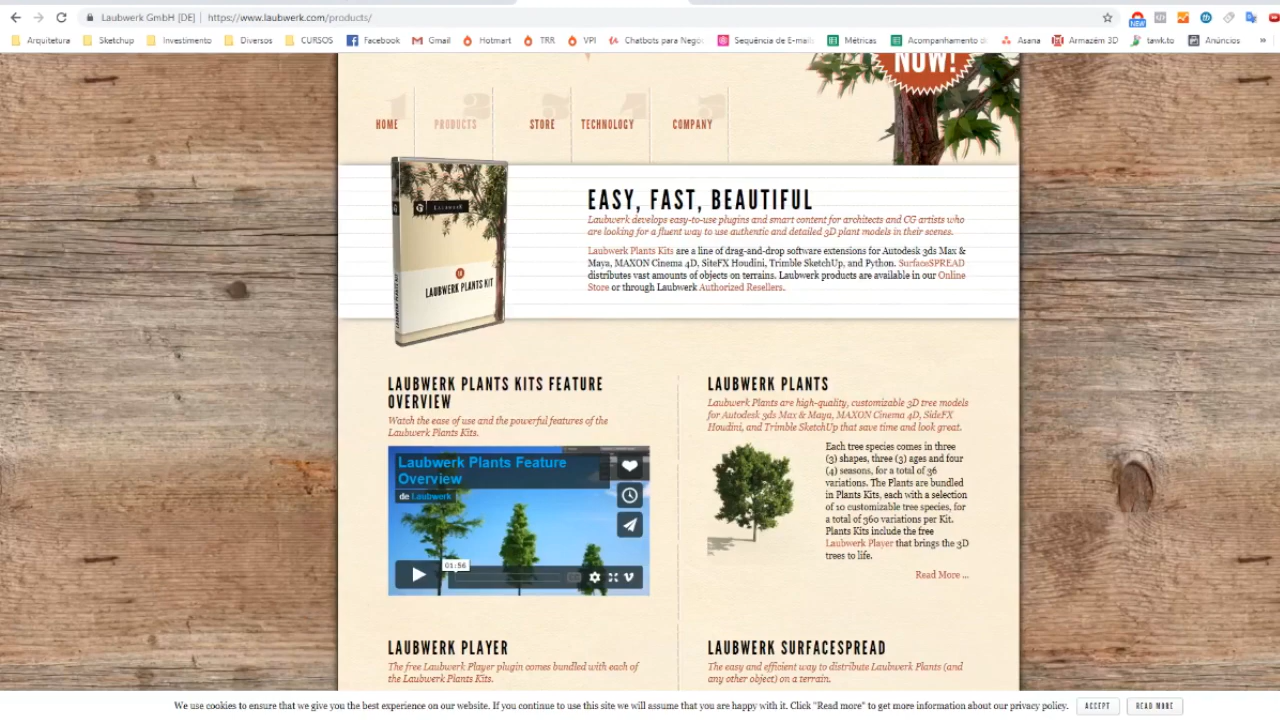 Laubwerk GmbH [DE]
https://www.laubwerk.com/products/
NEW
Arquitetura
Sketchup
Investimento
Diversos
CURSOS
Facebook
Gmail
Hotmart
TRR
VPI
Chatbots para Nego
Sequência de E-mail
Métricas
Acompanhamento d
Asana
Armazém 3D
tawk.to
Anúncios
»
NOW!
1 2 3 4 5
HOME
PRODUCTS
STORE
TECHNOLOGY
COMPANY
LAUBWERK
LAUBWERK PLANTS KIT
EASY, FAST, BEAUTIFUL
Laubwerk develops easy-to-use plugins and smart content for architects and CG artists who
are looking for a fluent way to use authentic and detailed 3D plant models in their scenes.
Laubwerk Plants Kits are a line of drag-and-drop software extensions for Autodesk 3ds Max &
Maya, MAXON Cinema 4D, SiteFX Houdini, Trimble SketchUp, and Python. SurfaceSPREAD
distributes vast amounts of objects on terrains. Laubwerk products are available in our Online
Store or through Laubwerk Authorized Resellers.
LAUBWERK PLANTS KITS FEATURE
OVERVIEW
Watch the ease of use and the powerful features of the
Laubwerk Plants Kits.
Laubwerk Plants Feature
Overview
de Laubwerk
01:56
LAUBWERK PLANTS
Laubwerk Plants are high-quality, customizable 3D tree models
for Autodesk 3ds Max & Maya, MAXON Cinema 4D, SideFX
Houdini, and Trimble SketchUp that save time and look great.
Each tree species comes in three
(3) shapes, three (3) ages and four
(4) seasons, for a total of 36
variations. The Plants are bundled
in Plants Kits, each with a selection
of 10 customizable tree species, for
a total of 360 variations per Kit.
Plants Kits include the free
Laubwerk Player that brings the 3D
trees to life.
Read More ...
LAUBWERK PLAYER
The free Laubwerk Player plugin comes bundled with each of
the Laubwerk Plants Kits.
LAUBWERK SURFACESPREAD
The easy and efficient way to distribute Laubwerk Plants (and
any other object) on a terrain.
We use cookies to ensure that we give you the best experience on our website. If you continue to use this site we will assume that you are happy with it. Click "Read more" to get more information about our privacy policy.
ACCEPT
READ MORE